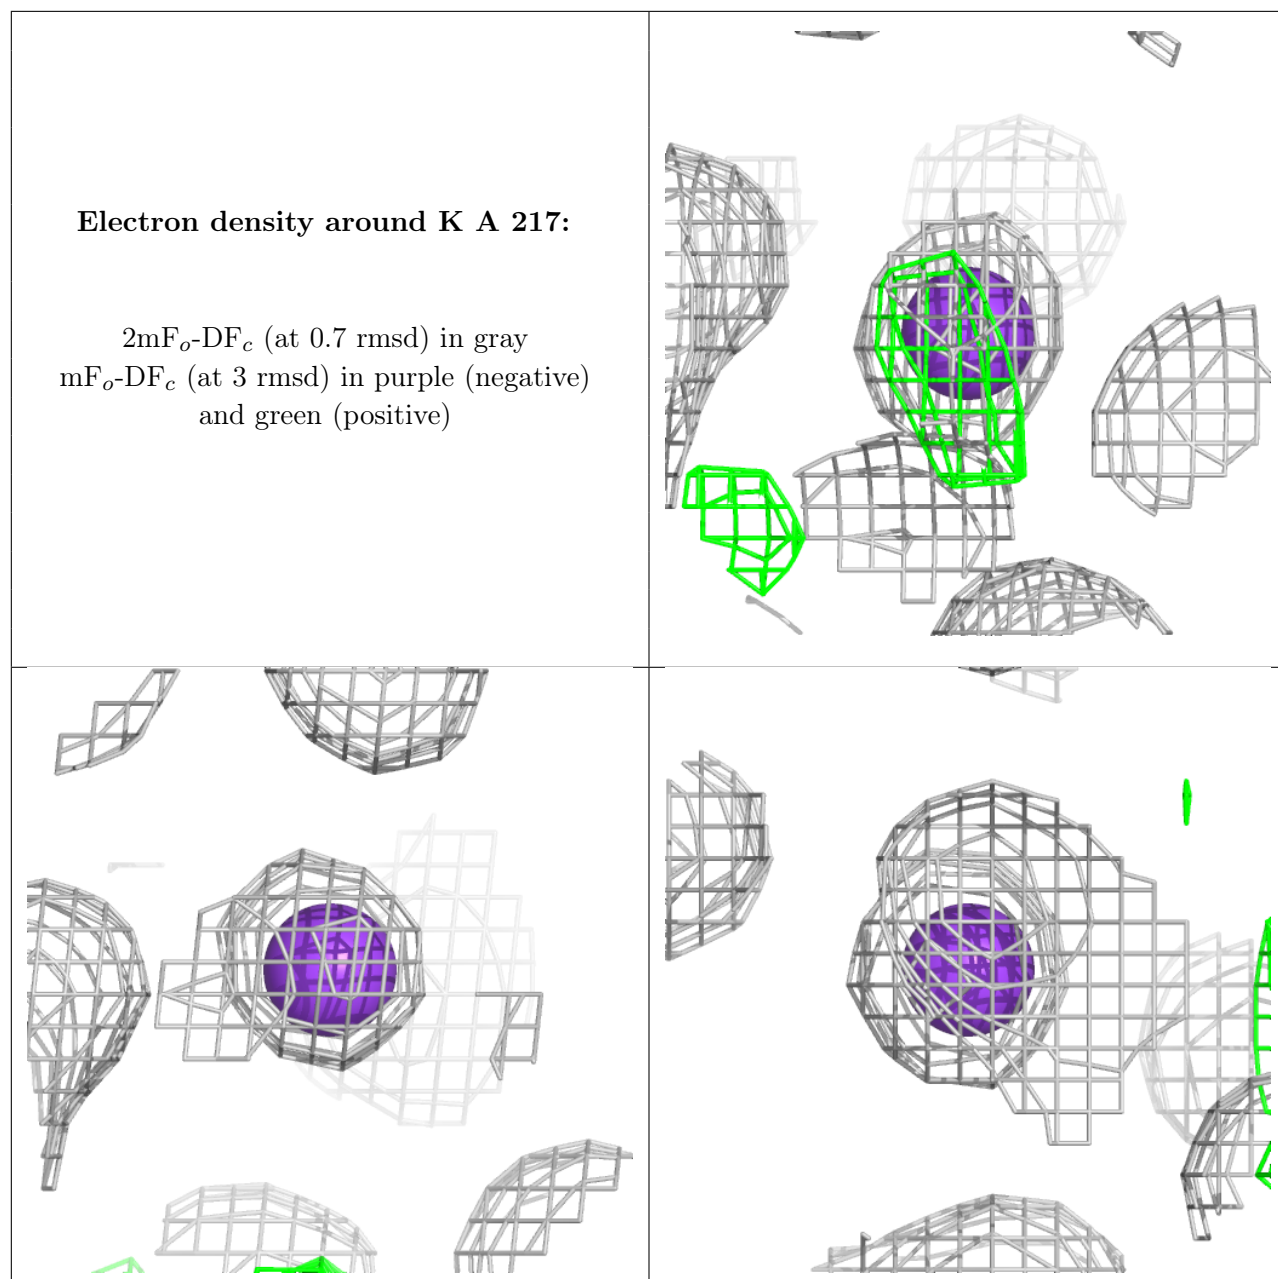 Electron density around K A 217:
2mFₒ-DF𝒸 (at 0.7 rmsd) in gray
mFₒ-DF𝒸 (at 3 rmsd) in purple (negative)
and green (positive)